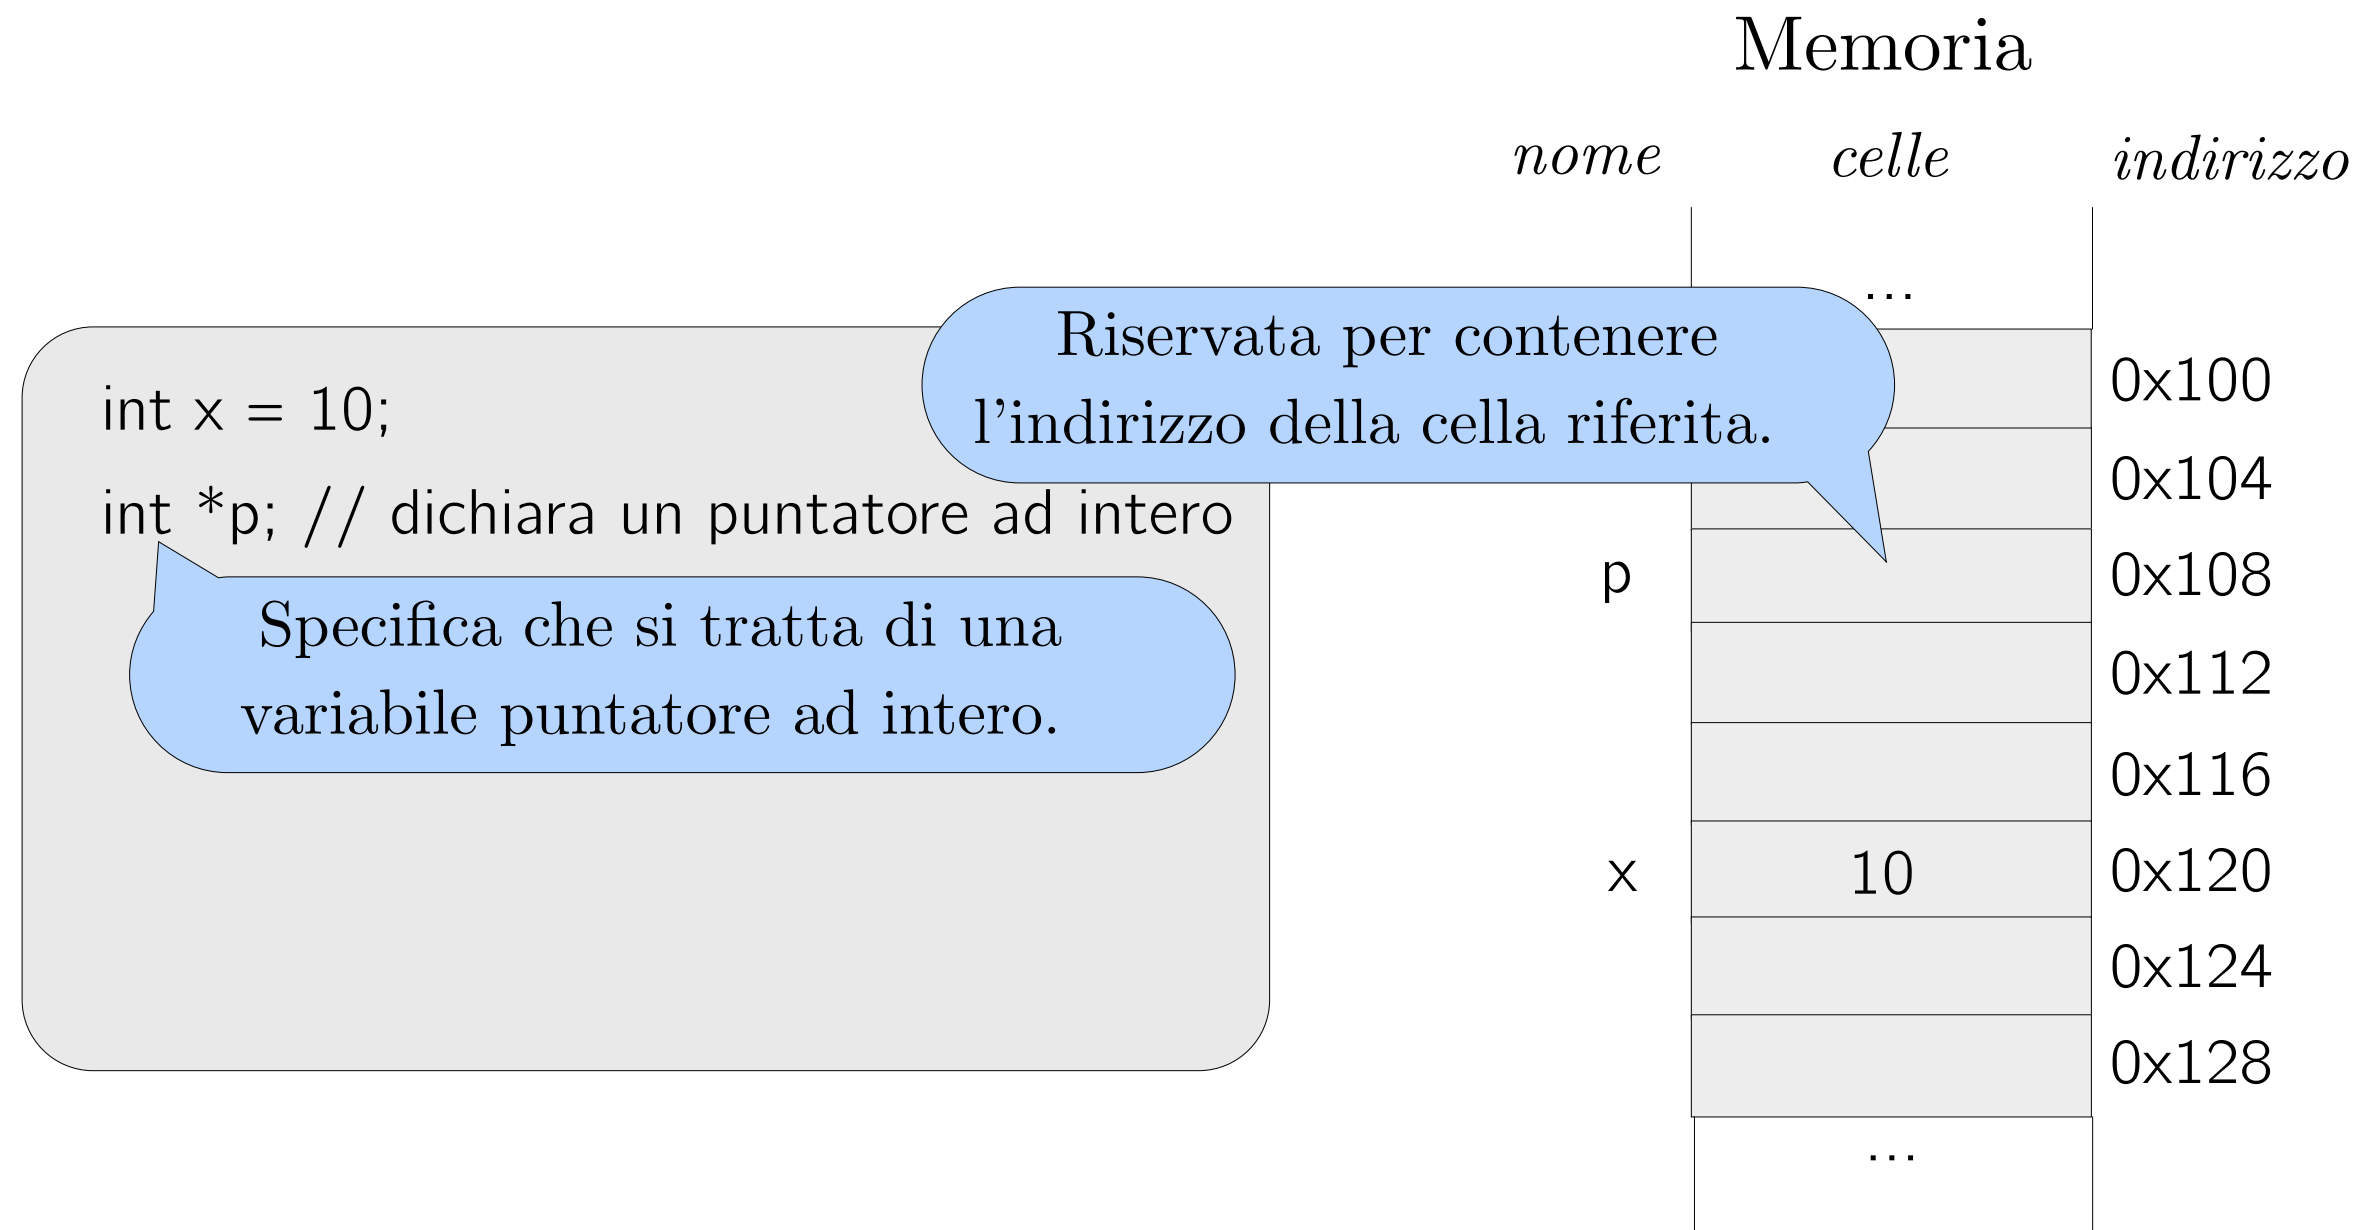 Memoria
nome celle indirizzo
...
Riservata per contenere
l'indirizzo della cella riferita.
int x = 10;
int *p; // dichiara un puntatore ad intero
Specifica che si tratta di una
variabile puntatore ad intero.
0x100
0x104
p 0x108
0x112
0x116
x 10 0x120
0x124
0x128
...